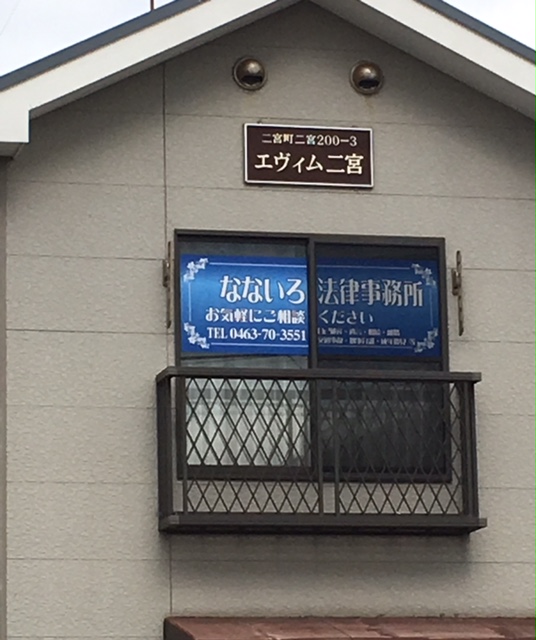 二宮町二宮200-3
エヴィム二宮
なないろ法律事務所
お気軽にご相談ください
TEL 0463-70-3551